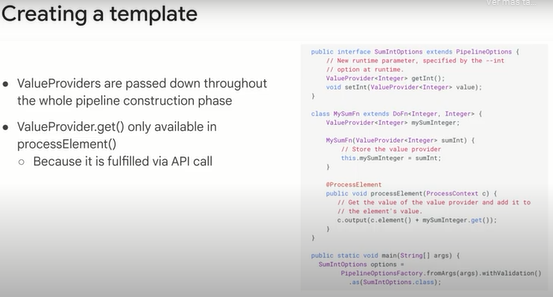 Creating a template
● ValueProviders are passed down throughout
the whole pipeline construction phase
● ValueProvider.get() only available in
processElement()
○ Because it is fulfilled via API call
public interface SumIntOptions extends PipelineOptions {
// New runtime parameter, specified by the --int
// option at runtime.
ValueProvider<Integer> getInt();
void setInt(ValueProvider<Integer> value);
}
class MySumFn extends DoFn<Integer, Integer> {
ValueProvider<Integer> mySumInteger;
MySumFn(ValueProvider<Integer> sumInt) {
// Store the value provider
this.mySumInteger = sumInt;
}
#ProcessElement
public void processElement(ProcessContext c) {
// Get the value of the value provider and add it to
// the element's value.
c.output(c.element() + mySumInteger.get());
}
}
public static void main(String[] args) {
SumIntOptions options =
PipelineOptionsFactory.fromArgs(args).withValidation()
.as(SumIntOptions.class);